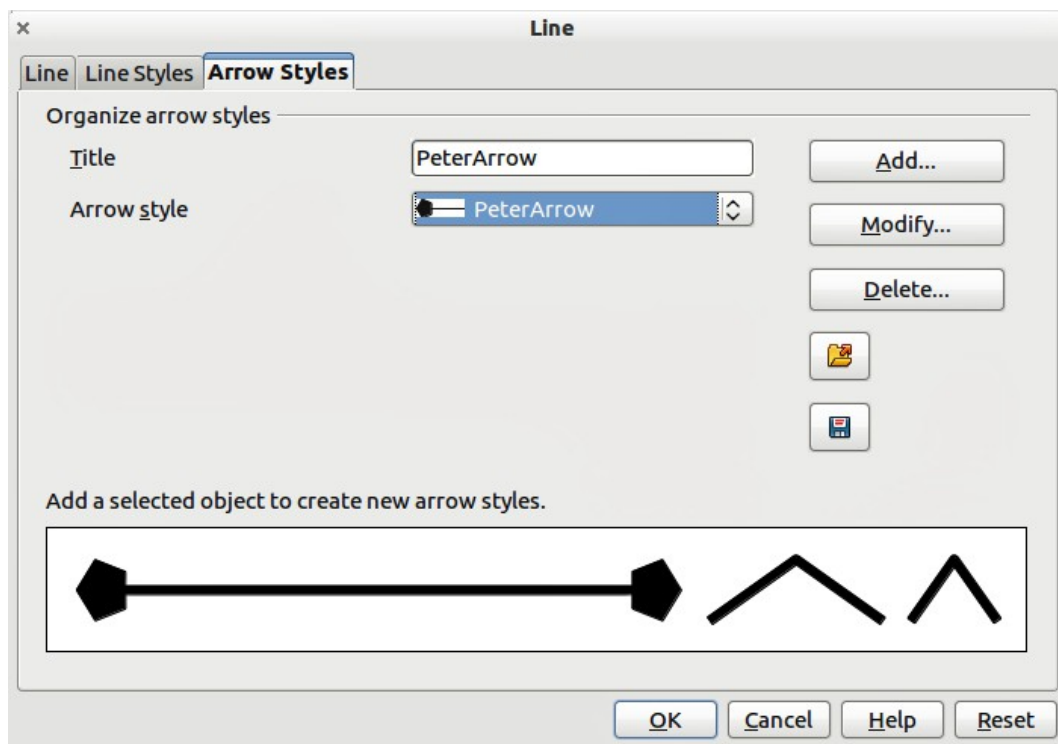 Line
Line Line Styles Arrow Styles
Organize arrow styles
Title PeterArrow Add...
Arrow style PeterArrow
Modify...
Delete...
Add a selected object to create new arrow styles.
OK Cancel Help Reset